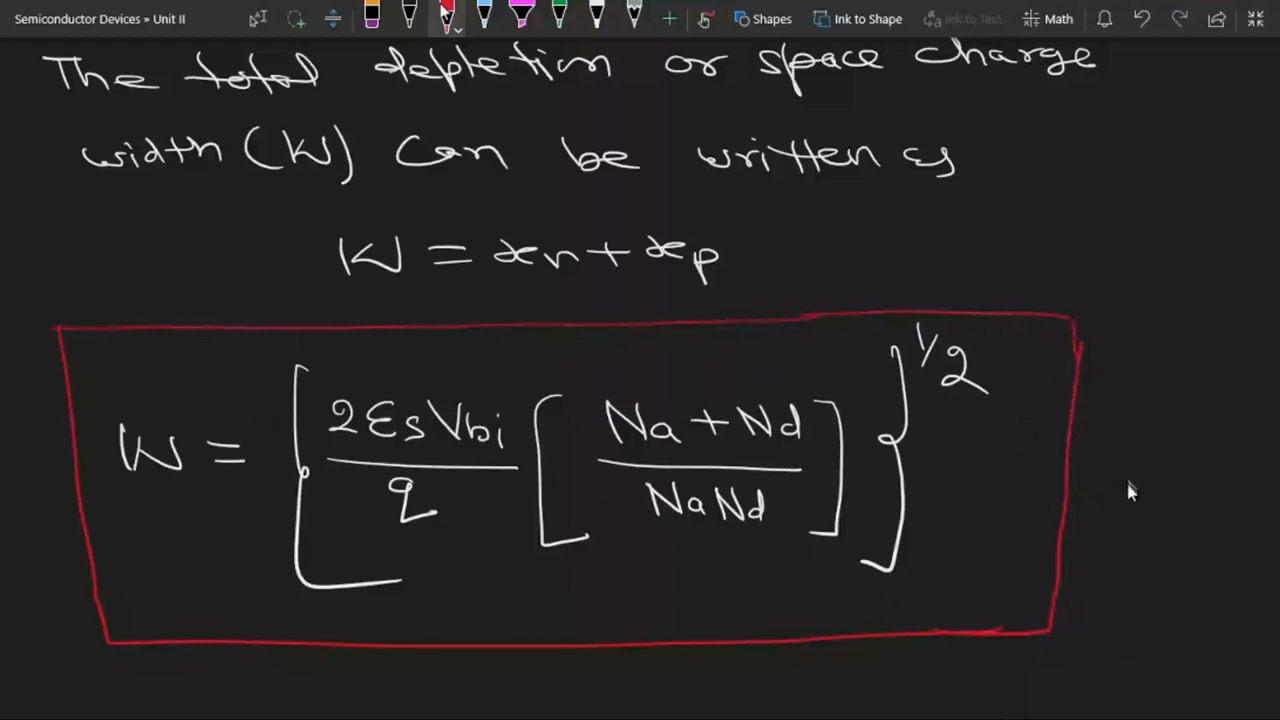 Semiconductor Devices » Unit II
Shapes
Ink to Shape
Ink to Text
Math
The total depletion or space charge
width (W) can be written as
W = xn + xp
W = [2εsVbi/q [Na + Nd/NaNd]}^1/2